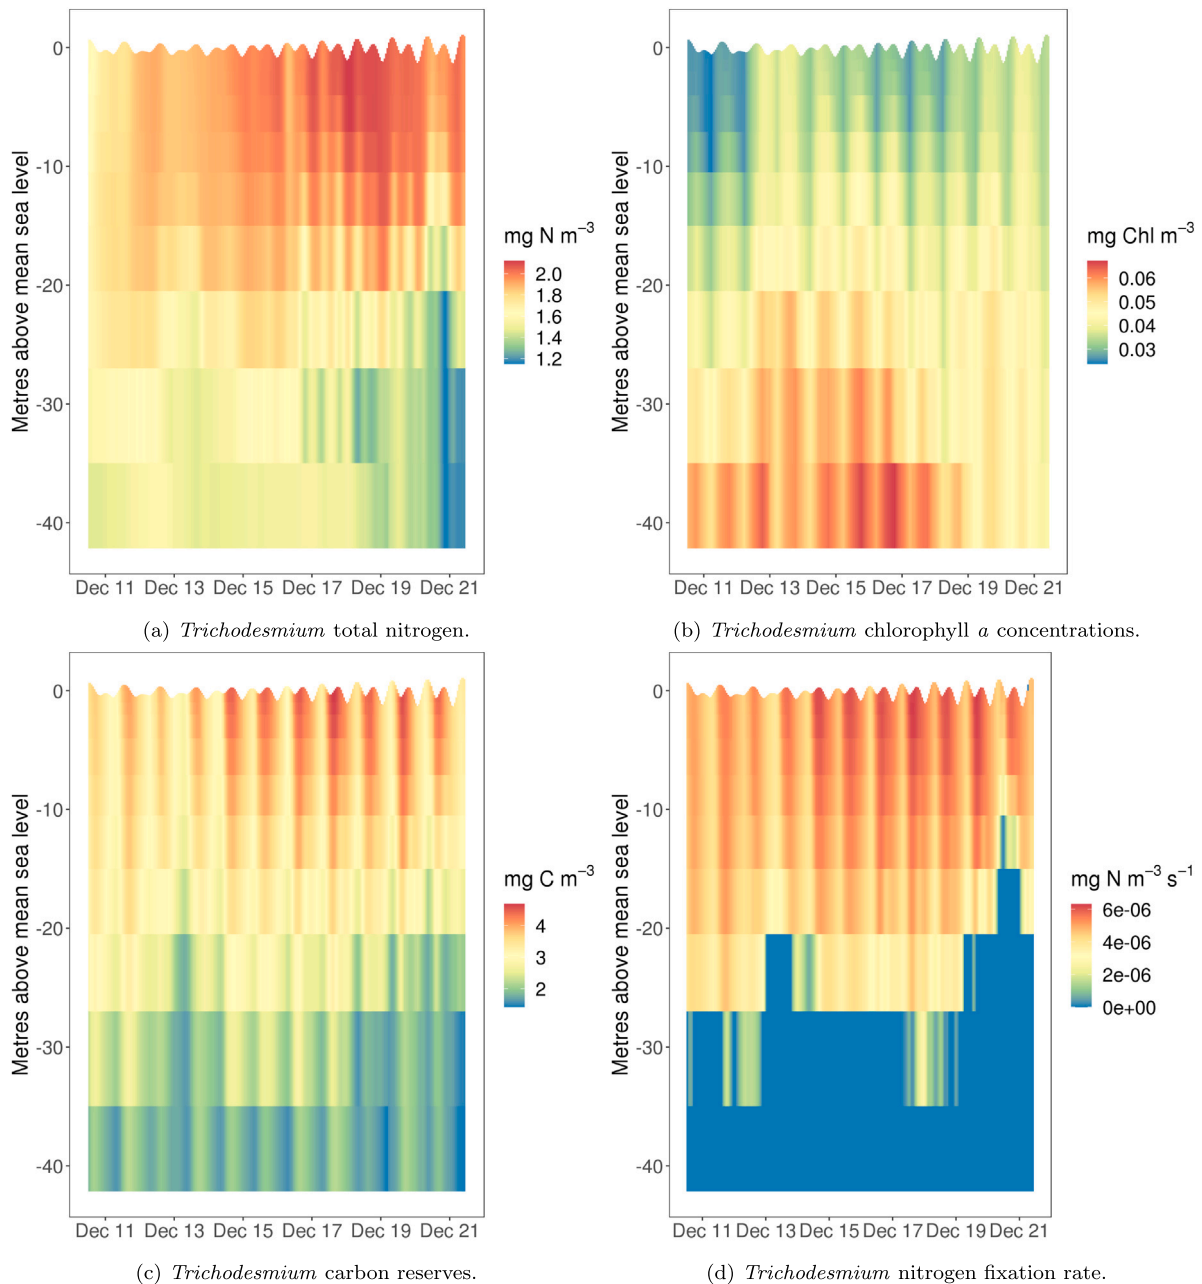 Metres above mean sea level
0
-10
-20
-30
-40
Dec 11 Dec 13 Dec 15 Dec 17 Dec 19 Dec 21
mg N m⁻³
2.0
1.8
1.6
1.4
1.2
(a) Trichodesmium total nitrogen.
Metres above mean sea level
0
-10
-20
-30
-40
Dec 11 Dec 13 Dec 15 Dec 17 Dec 19 Dec 21
mg Chl m⁻³
0.06
0.05
0.04
0.03
(b) Trichodesmium chlorophyll a concentrations.
Metres above mean sea level
0
-10
-20
-30
-40
Dec 11 Dec 13 Dec 15 Dec 17 Dec 19 Dec 21
mg C m⁻³
4
3
2
(c) Trichodesmium carbon reserves.
Metres above mean sea level
0
-10
-20
-30
-40
Dec 11 Dec 13 Dec 15 Dec 17 Dec 19 Dec 21
mg N m⁻³ s⁻¹
6e-06
4e-06
2e-06
0e+00
(d) Trichodesmium nitrogen fixation rate.